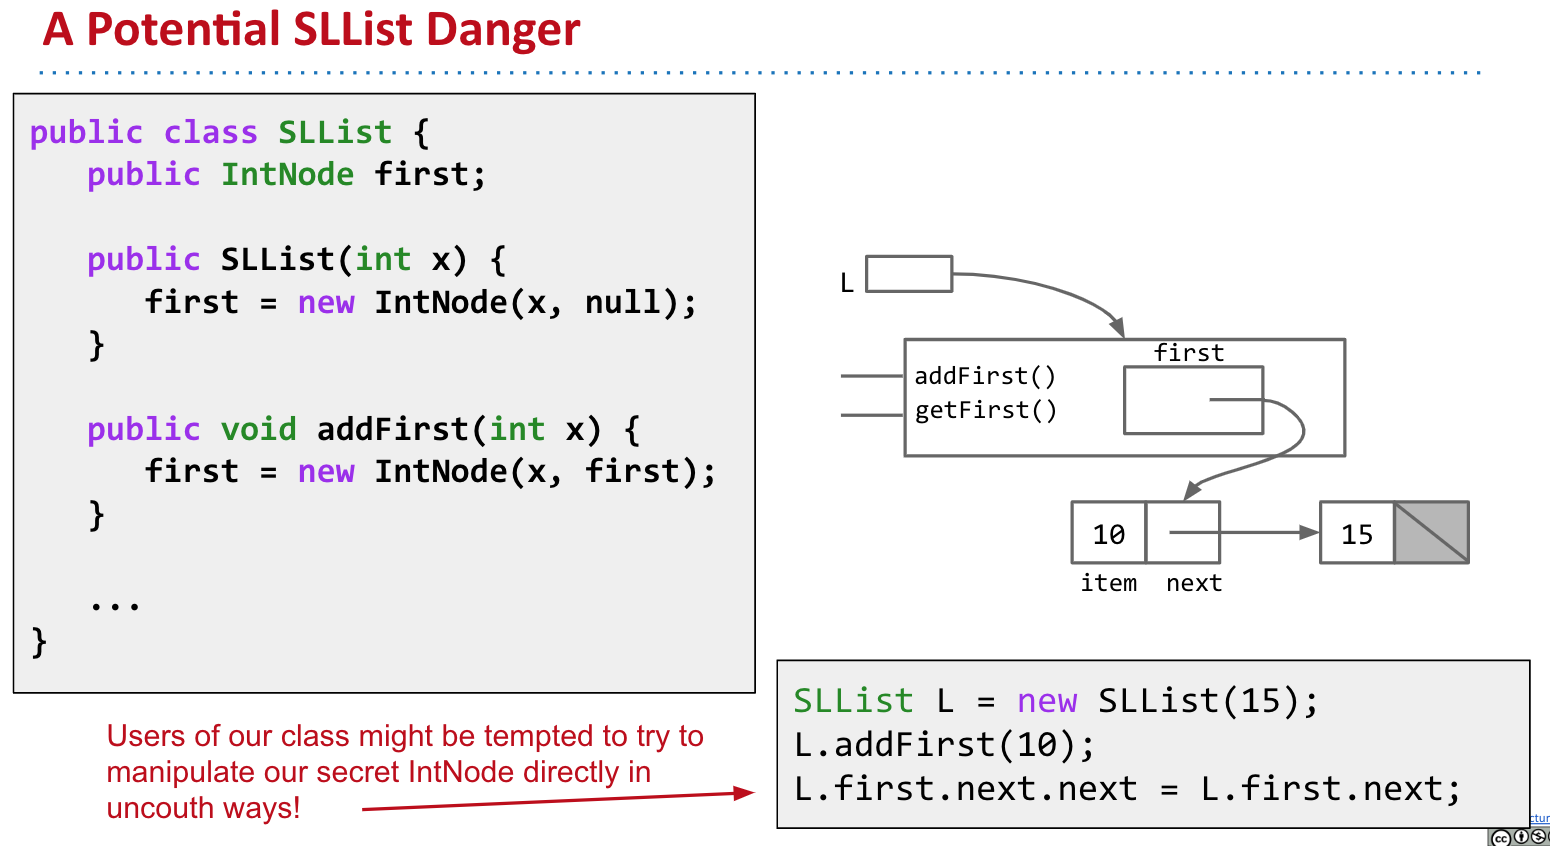 A Potential SLList Danger
public class SLList {
public IntNode first;
public SLList(int x) {
first = new IntNode(x, null);
}
public void addFirst(int x) {
first = new IntNode(x, first);
}
...
}
L
first
addFirst()
getFirst()
10
15
item next
Users of our class might be tempted to try to
manipulate our secret IntNode directly in
uncouth ways!
SLList L = new SLList(15);
L.addFirst(10);
L.first.next.next = L.first.next;
cc